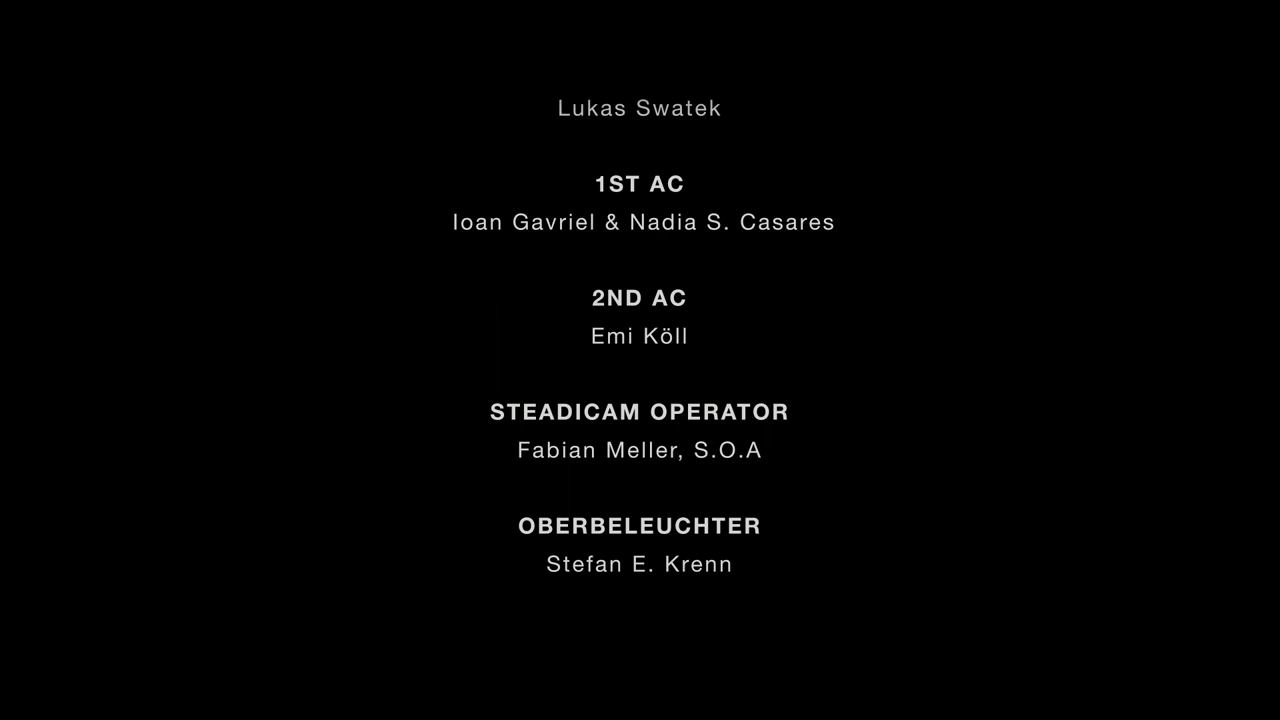 Lukas Swatek
1ST AC
Ioan Gavriel & Nadia S. Casares
2ND AC
Emi Köll
STEADICAM OPERATOR
Fabian Meller, S.O.A
OBERBELEUCHTER
Stefan E. Krenn